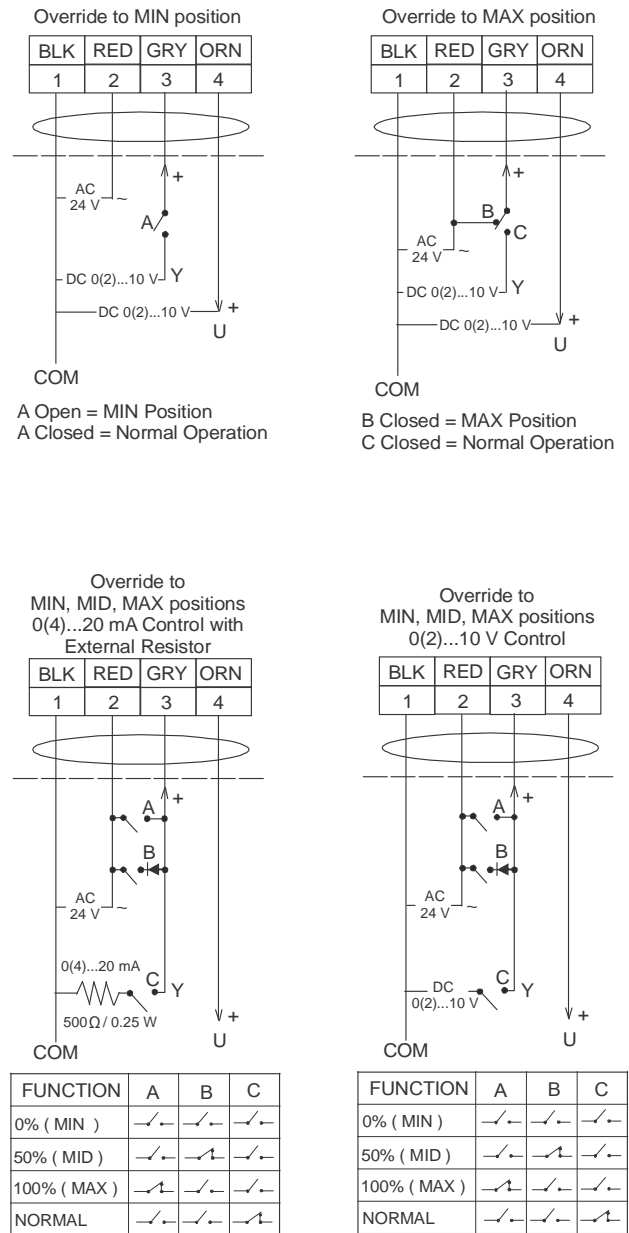 Override to MIN position
BLK RED GRY ORN
1 2 3 4
+
AC
24 V ~
A
DC 0(2)...10 V Y
DC 0(2)...10 V +
U
COM
A Open = MIN Position
A Closed = Normal Operation
Override to MAX position
BLK RED GRY ORN
1 2 3 4
+
B
C
AC
24 V ~
DC 0(2)...10 V Y
DC 0(2)...10 V +
U
COM
B Closed = MAX Position
C Closed = Normal Operation
Override to
MIN, MID, MAX positions
0(4)...20 mA Control with
External Resistor
BLK RED GRY ORN
1 2 3 4
A +
B
AC
24 V ~
0(4)...20 mA
C Y
500Ω / 0.25 W
+
U
COM
FUNCTION A B C
0% ( MIN )
50% ( MID )
100% ( MAX )
NORMAL
Override to
MIN, MID, MAX positions
0(2)...10 V Control
BLK RED GRY ORN
1 2 3 4
A +
B
AC
24 V ~
DC C Y
0(2)...10 V
+
U
COM
FUNCTION A B C
0% ( MIN )
50% ( MID )
100% ( MAX )
NORMAL